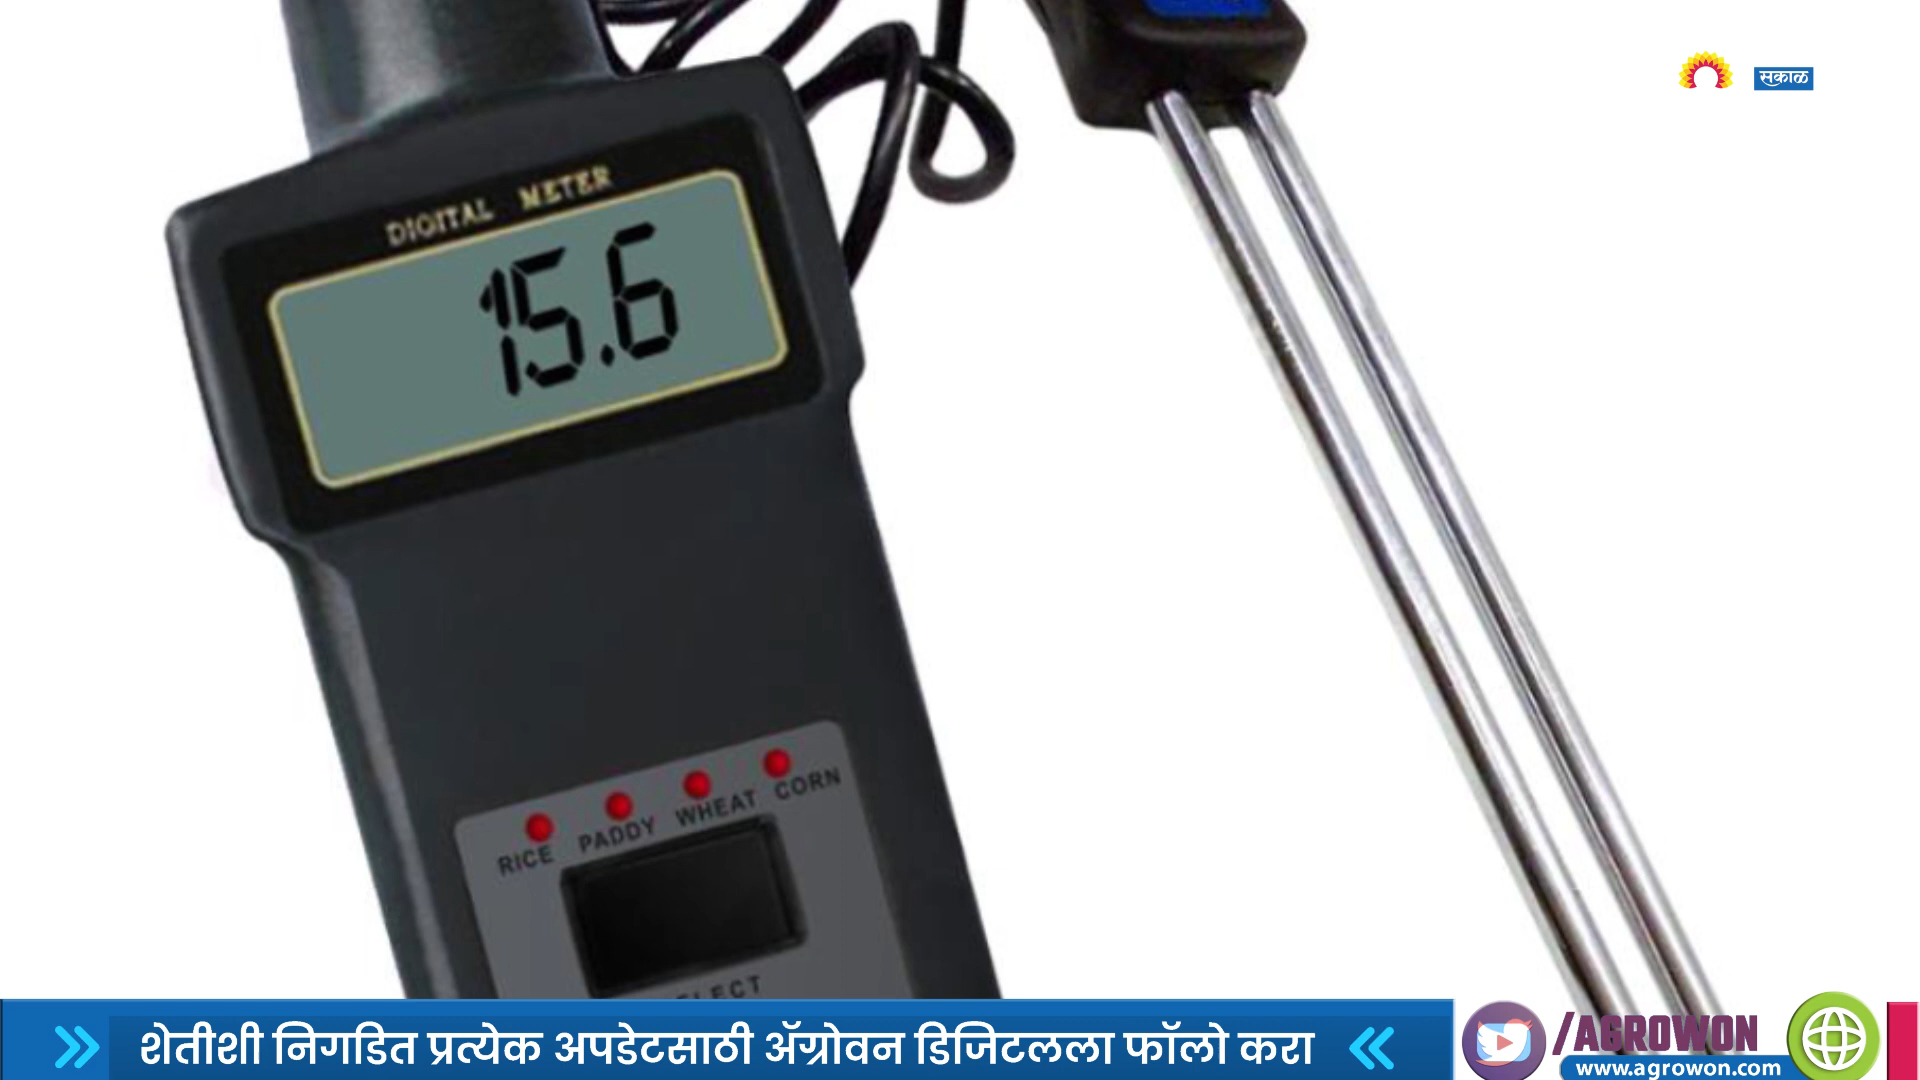 सकाळ
DIGITAL METER
15.6
RICE PADDY WHEAT CORN
शेतीशी निगडित प्रत्येक अपडेटसाठी ॲग्रोवन डिजिटलला फॉलो करा
/AGROWON
www.agrowon.com